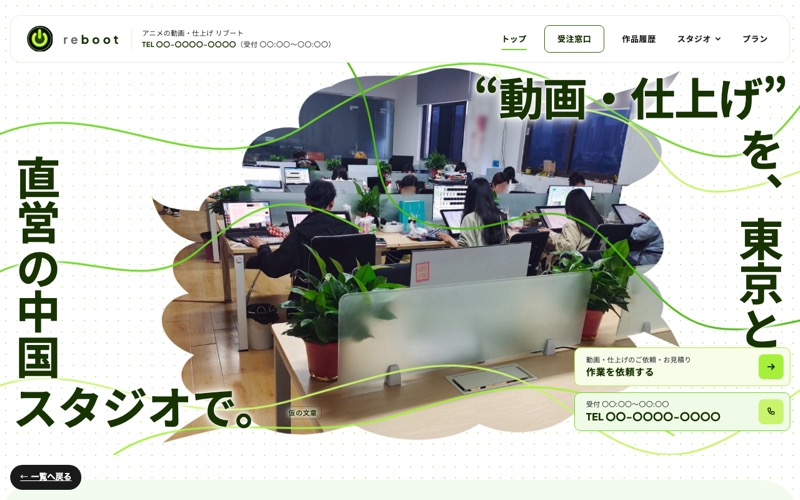 reboot
アニメの動画・仕上げ リブート
TEL 〇〇-〇〇〇〇-〇〇〇〇（受付 〇〇:〇〇〜〇〇:〇〇）
トップ
受注窓口
作品履歴
スタジオ
プラン
“動画・仕上げ”
を、東京と
直営の中国
スタジオで。
仮の文章
動画・仕上げのご依頼・お見積り
作業を依頼する
受付 〇〇:〇〇〜〇〇:〇〇
TEL 〇〇-〇〇〇〇-〇〇〇〇
← 一覧へ戻る